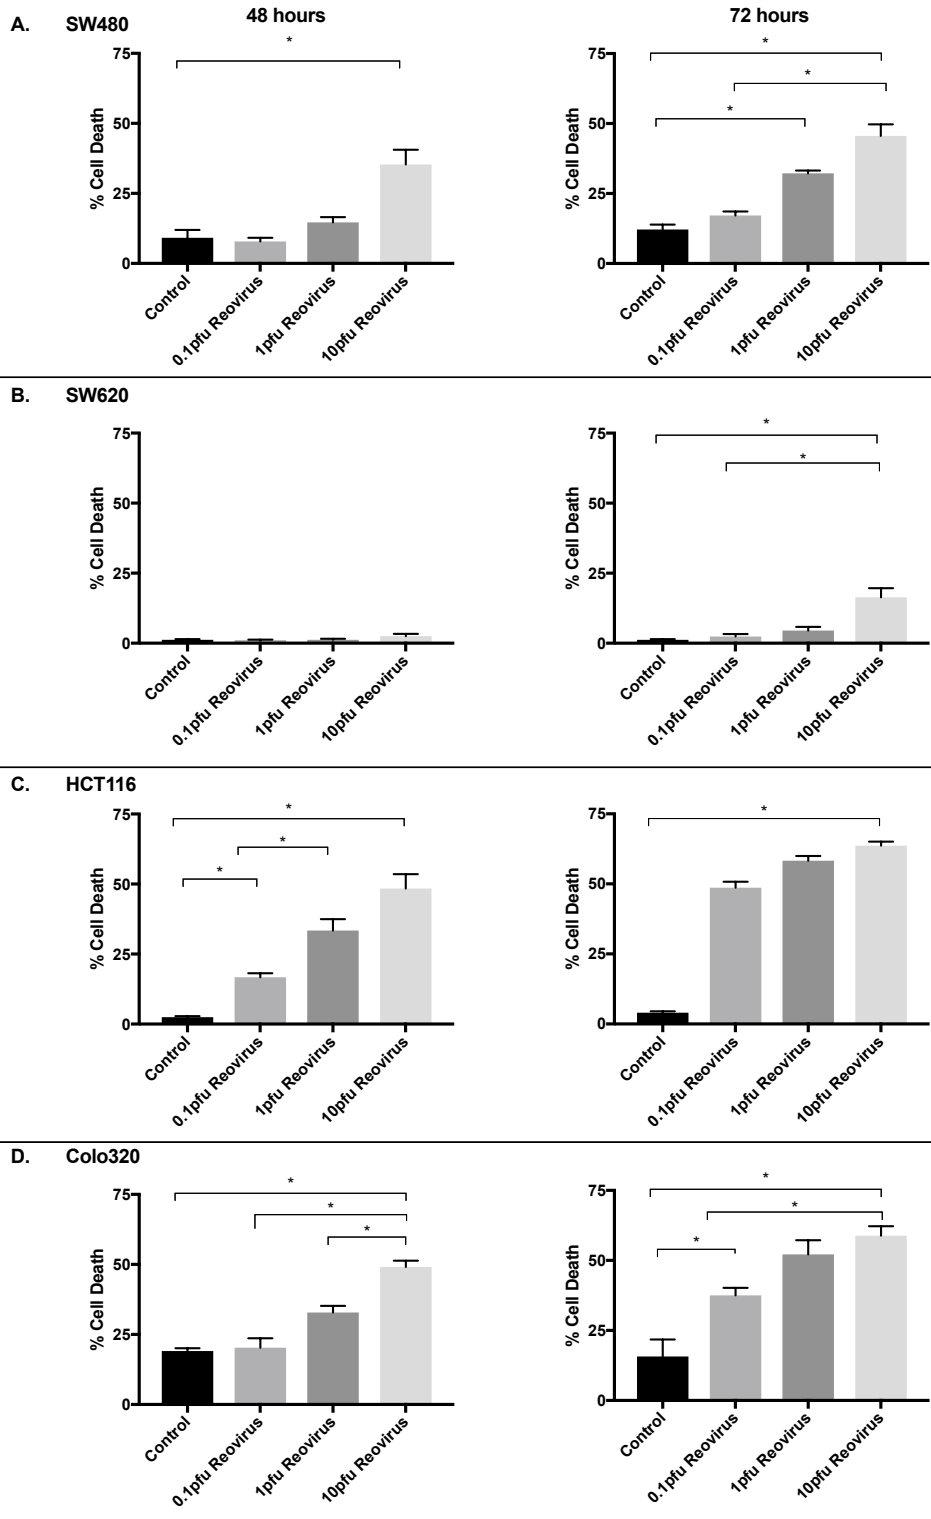 48 hours 72 hours
A. SW480
* *
* *
75 75
50 50
25 25
0 0
% Cell Death % Cell Death
Control 0.1pfu Reovirus 1pfu Reovirus 10pfu Reovirus Control 0.1pfu Reovirus 1pfu Reovirus 10pfu Reovirus
B. SW620
*
*
75 75
50 50
25 25
0 0
% Cell Death % Cell Death
Control 0.1pfu Reovirus 1pfu Reovirus 10pfu Reovirus Control 0.1pfu Reovirus 1pfu Reovirus 10pfu Reovirus
C. HCT116
* *
*
*
75 75
50 50
25 25
0 0
% Cell Death % Cell Death
Control 0.1pfu Reovirus 1pfu Reovirus 10pfu Reovirus Control 0.1pfu Reovirus 1pfu Reovirus 10pfu Reovirus
D. Colo320
* *
* *
* *
75 75
50 50
25 25
0 0
% Cell Death % Cell Death
Control 0.1pfu Reovirus 1pfu Reovirus 10pfu Reovirus Control 0.1pfu Reovirus 1pfu Reovirus 10pfu Reovirus